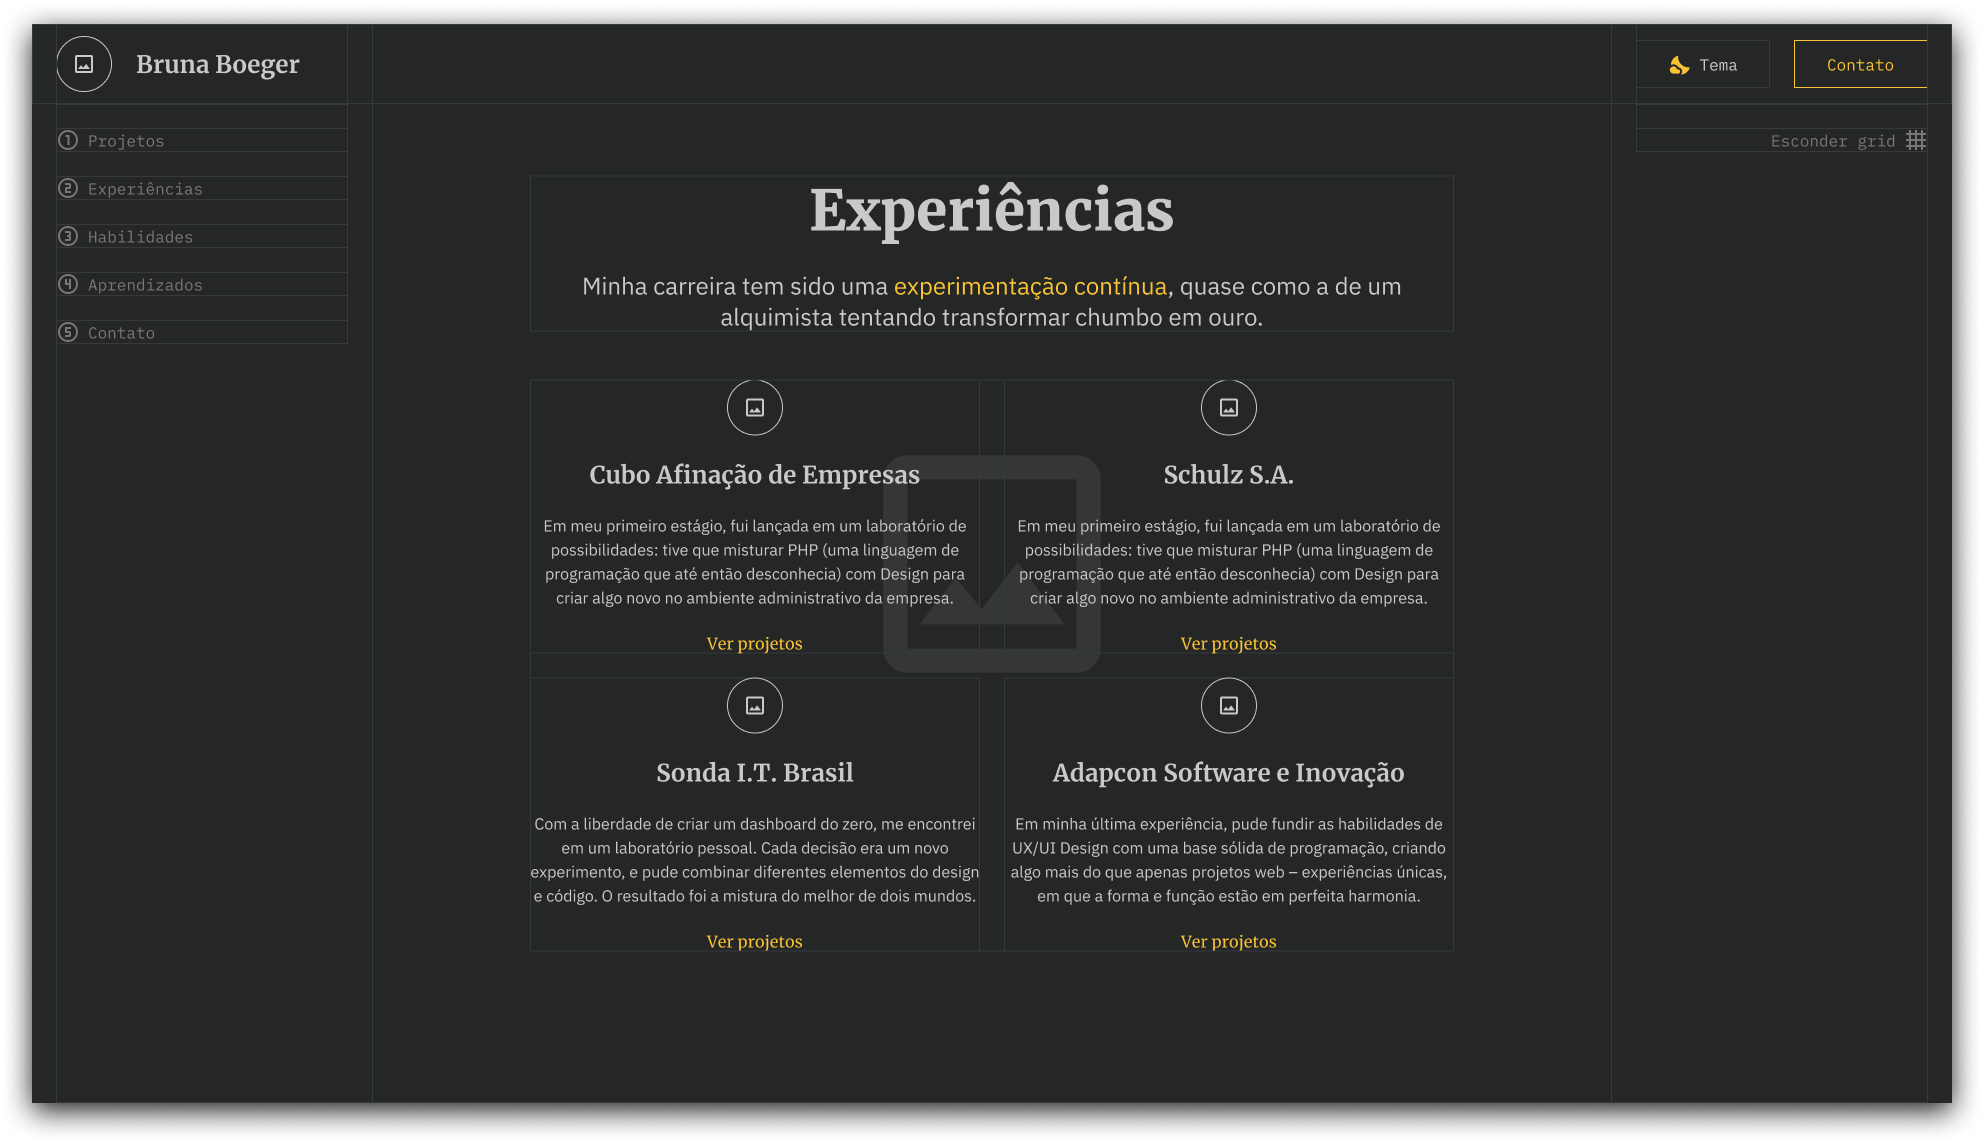 Bruna Boeger
Tema
Contato
1 Projetos
2 Experiências
3 Habilidades
4 Aprendizados
5 Contato
Esconder grid
Experiências
Minha carreira tem sido uma experimentação contínua, quase como a de um
alquimista tentando transformar chumbo em ouro.
Cubo Afinação de Empresas
Em meu primeiro estágio, fui lançada em um laboratório de
possibilidades: tive que misturar PHP (uma linguagem de
programação que até então desconhecia) com Design para
criar algo novo no ambiente administrativo da empresa.
Ver projetos
Schulz S.A.
Em meu primeiro estágio, fui lançada em um laboratório de
possibilidades: tive que misturar PHP (uma linguagem de
programação que até então desconhecia) com Design para
criar algo novo no ambiente administrativo da empresa.
Ver projetos
Sonda I.T. Brasil
Com a liberdade de criar um dashboard do zero, me encontrei
em um laboratório pessoal. Cada decisão era um novo
experimento, e pude combinar diferentes elementos do design
e código. O resultado foi a mistura do melhor de dois mundos.
Ver projetos
Adapcon Software e Inovação
Em minha última experiência, pude fundir as habilidades de
UX/UI Design com uma base sólida de programação, criando
algo mais do que apenas projetos web – experiências únicas,
em que a forma e função estão em perfeita harmonia.
Ver projetos